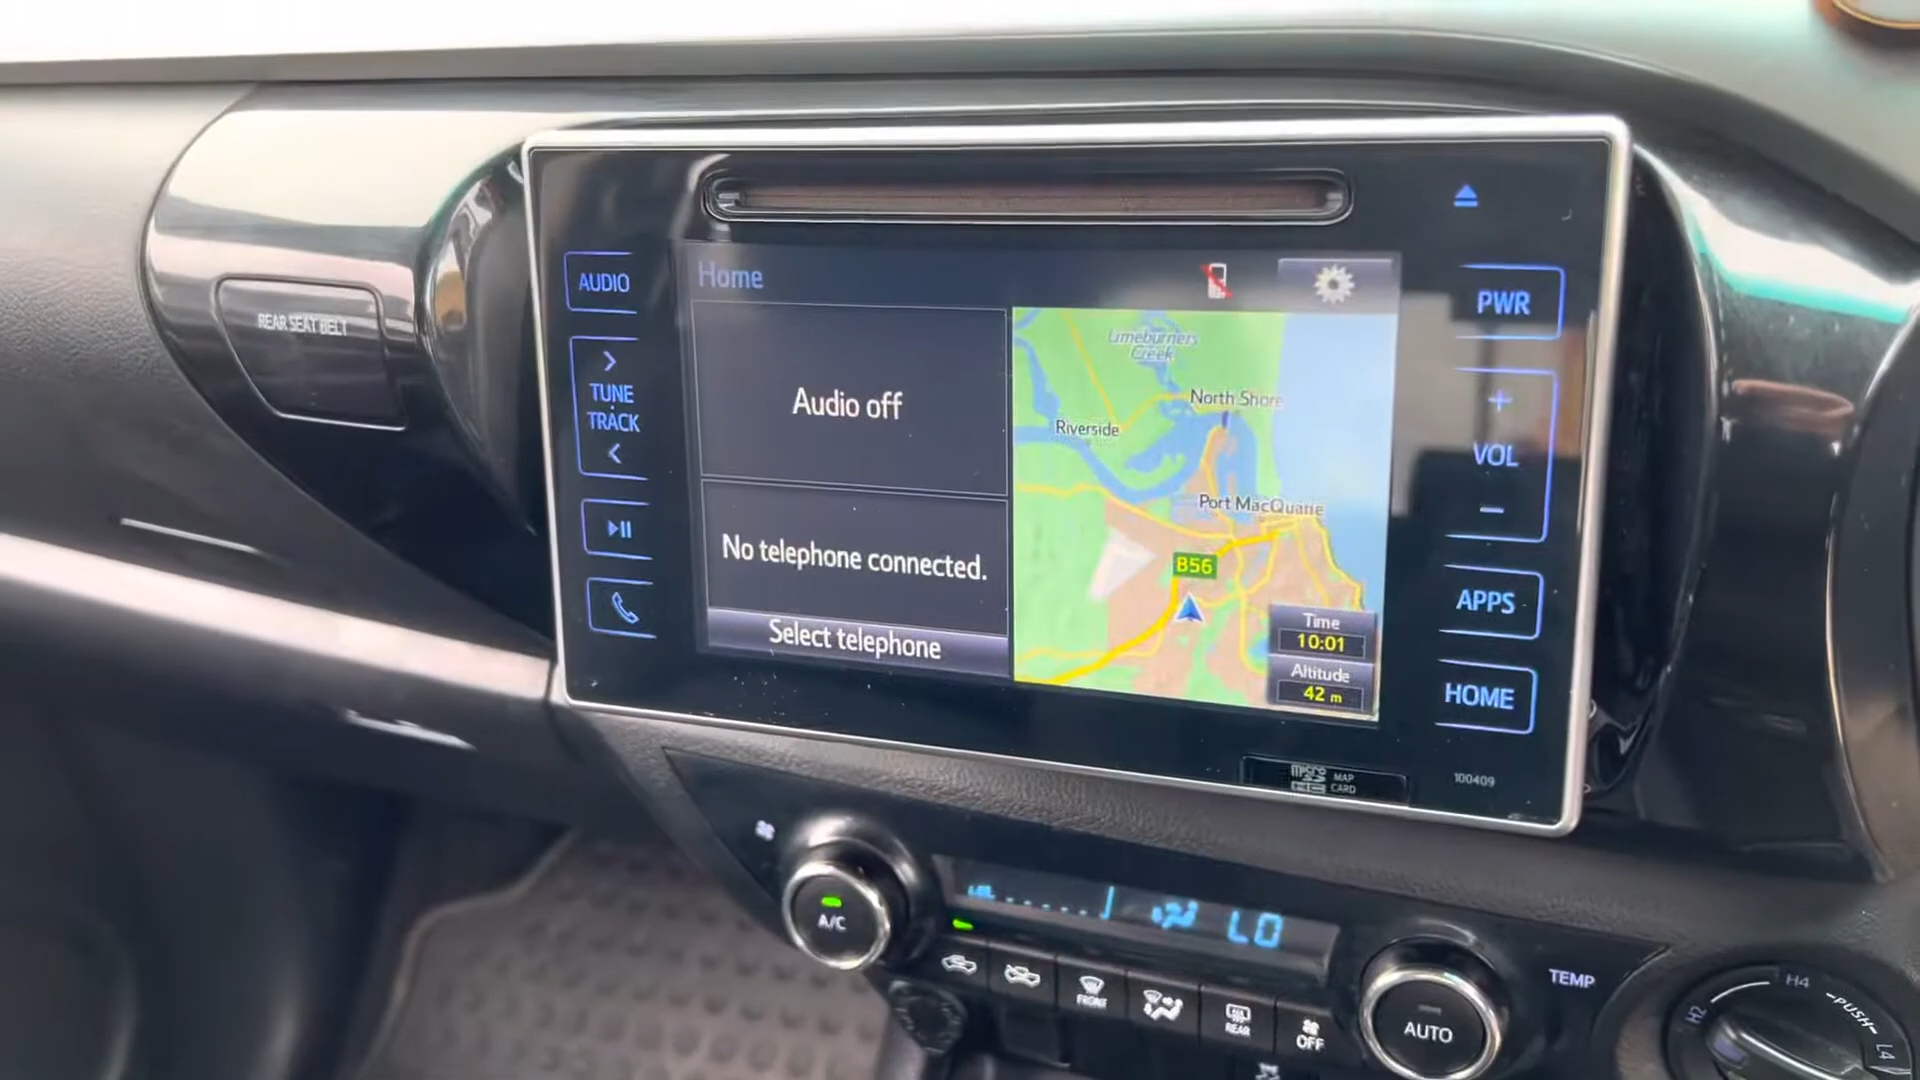 REAR SEAT BELT
AUDIO
TUNE
TRACK
Home
Audio off
No telephone connected.
Select telephone
Limeburners
Creek
North Shore
Riverside
Port MacQuarie
B56
Time
10:01
Altitude
42 m
PWR
+
VOL
−
APPS
HOME
micro
MAP
CARD
100409
A/C
LO
FRONT
REAR
OFF
AUTO
TEMP
H2
H4
PUSH
L4